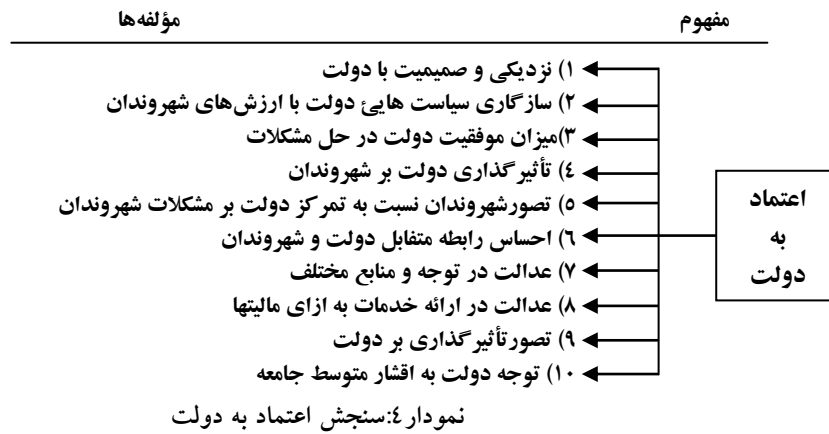 مفهوم
مؤلفه‌ها
۱) نزدیکی و صمیمیت با دولت
۲) سازگاری سیاست هایئ دولت با ارزش‌های شهروندان
۳)میزان موفقیت دولت در حل مشکلات
٤) تأثیرگذاری دولت بر شهروندان
٥) تصورشهروندان نسبت به تمرکز دولت بر مشکلات شهروندان
٦) احساس رابطه متفابل دولت و شهروندان
۷) عدالت در توجه و منابع مختلف
۸) عدالت در ارائه خدمات به ازای مالیتها
۹) تصورتأثیرگذاری بر دولت
۱۰) توجه دولت به اقشار متوسط جامعه
اعتماد
به
دولت
نمودار٤:سنجش اعتماد به دولت